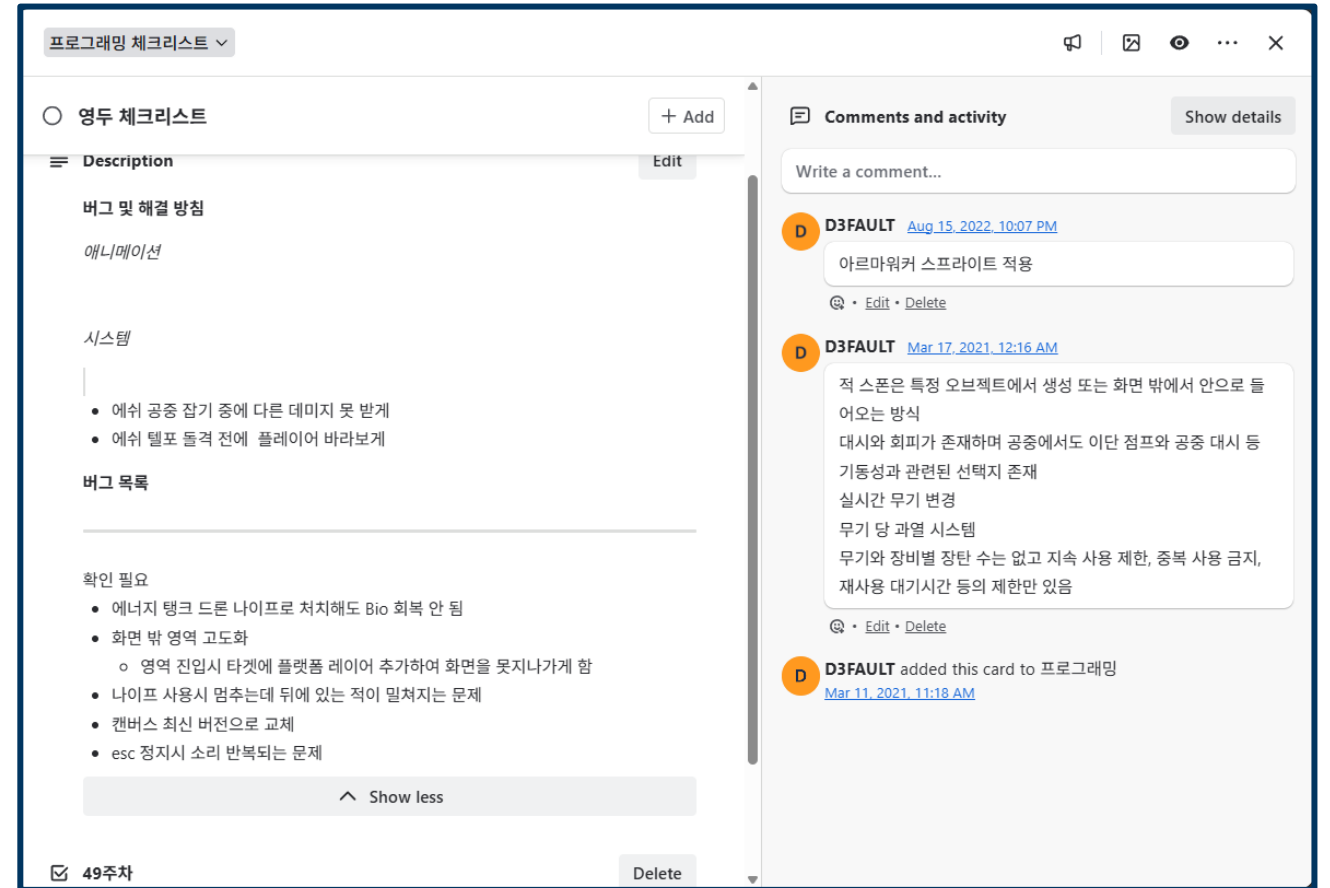 프로그래밍 체크리스트
영두 체크리스트
+ Add
Description
Edit
버그 및 해결 방침
애니메이션
시스템
• 에쉬 공중 잡기 중에 다른 데미지 못 받게
• 에쉬 텔포 돌격 전에 플레이어 바라보게
버그 목록
확인 필요
• 에너지 탱크 드론 나이프로 처치해도 Bio 회복 안 됨
• 화면 밖 영역 고도화
○ 영역 진입시 타겟에 플랫폼 레이어 추가하여 화면을 못지나가게 함
• 나이프 사용시 멈추는데 뒤에 있는 적이 밀쳐지는 문제
• 캔버스 최신 버전으로 교체
• esc 정지시 소리 반복되는 문제
Show less
49주차
Delete
Comments and activity
Show details
Write a comment...
D
D3FAULT Aug 15, 2022, 10:07 PM
아르마워커 스프라이트 적용
• Edit • Delete
D
D3FAULT Mar 17, 2021, 12:16 AM
적 스폰은 특정 오브젝트에서 생성 또는 화면 밖에서 안으로 들
어오는 방식
대시와 회피가 존재하며 공중에서도 이단 점프와 공중 대시 등
기동성과 관련된 선택지 존재
실시간 무기 변경
무기 당 과열 시스템
무기와 장비별 장탄 수는 없고 지속 사용 제한, 중복 사용 금지,
재사용 대기시간 등의 제한만 있음
• Edit • Delete
D
D3FAULT added this card to 프로그래밍
Mar 11, 2021, 11:18 AM